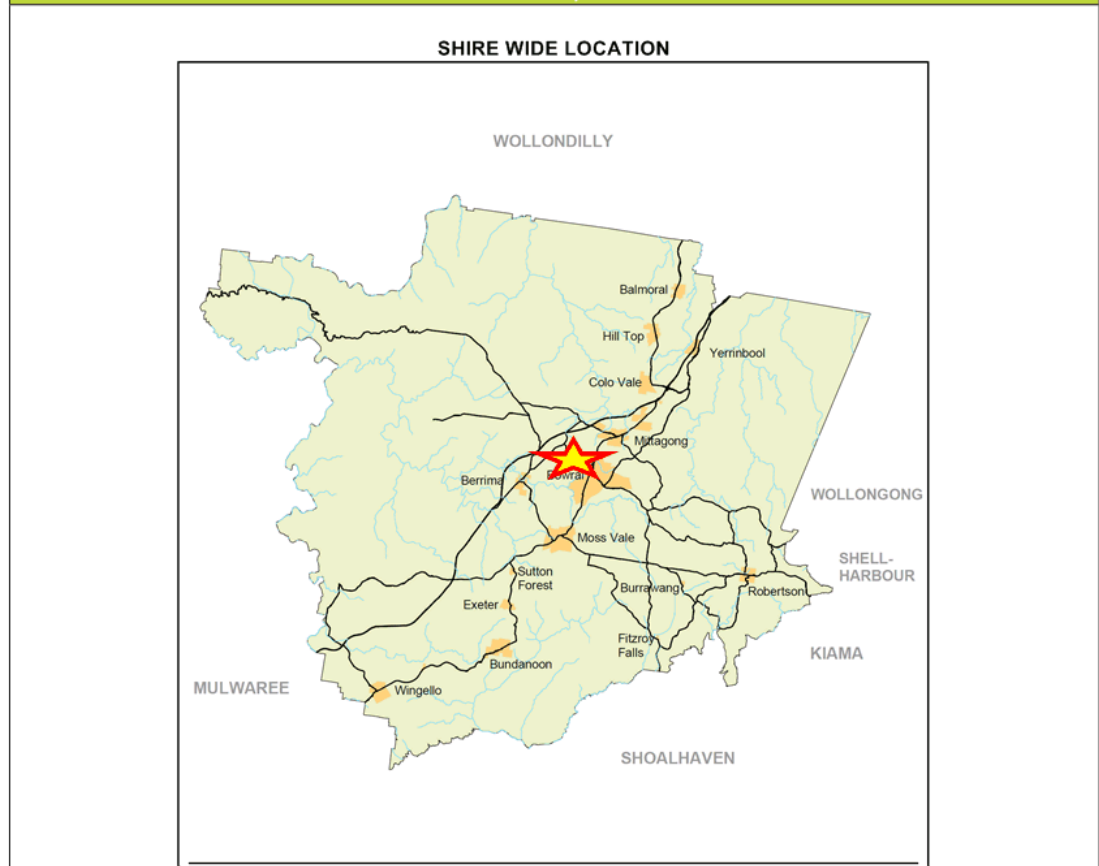 SHIRE WIDE LOCATION
WOLLONDILLY
Balmoral
Hill Top
Yerrinbool
Colo Vale
Mittagong
Bowral
Berrima
WOLLONGONG
Moss Vale
SHELL-
HARBOUR
Sutton
Forest
Burrawang
Robertson
Exeter
Fitzroy
Falls
KIAMA
Bundanoon
MULWAREE
Wingello
SHOALHAVEN